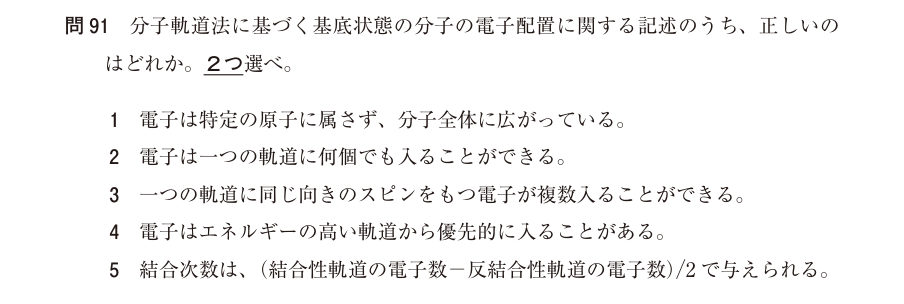 問91　分子軌道法に基づく基底状態の分子の電子配置に関する記述のうち、正しいの
はどれか。２つ選べ。
1　電子は特定の原子に属さず、分子全体に広がっている。
2　電子は一つの軌道に何個でも入ることができる。
3　一つの軌道に同じ向きのスピンをもつ電子が複数入ることができる。
4　電子はエネルギーの高い軌道から優先的に入ることがある。
5　結合次数は、（結合性軌道の電子数－反結合性軌道の電子数）/2で与えられる。